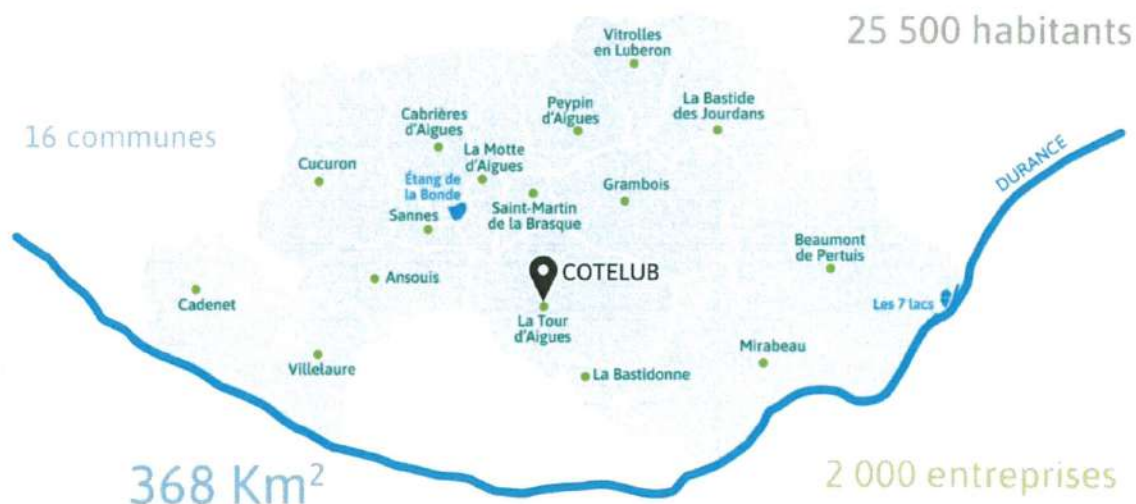 25 500 habitants
Vitrolles
en Luberon
16 communes
Cabrières
d'Aigues
Peypin
d'Aigues
La Bastide
des Jourdans
Cucuron
La Motte
d'Aigues
Étang de
la Bonde
Grambois
DURANCE
Sannes
Saint-Martin
de la Brasque
Beaumont
de Pertuis
Ansouis
COTELUB
Cadenet
Les 7 lacs
La Tour
d'Aigues
Villelaure
Mirabeau
La Bastidonne
368 Km²
2 000 entreprises